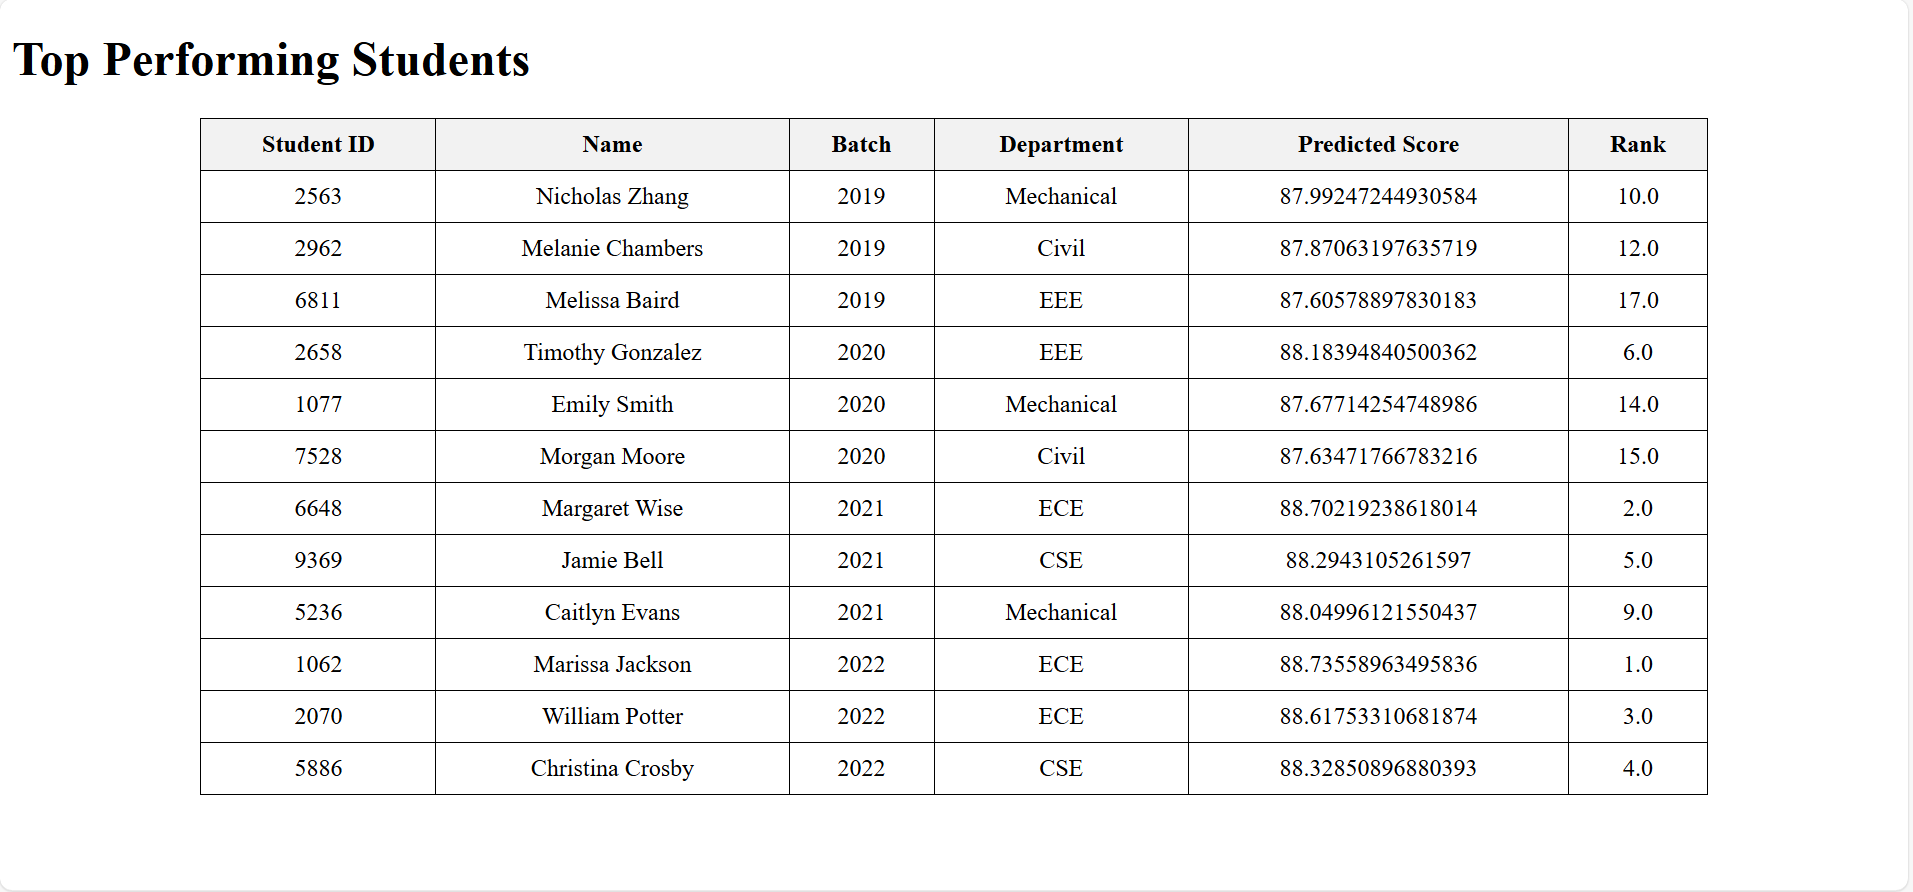 Top Performing Students
Student ID Name Batch Department Predicted Score Rank
2563 Nicholas Zhang 2019 Mechanical 87.99247244930584 10.0
2962 Melanie Chambers 2019 Civil 87.87063197635719 12.0
6811 Melissa Baird 2019 EEE 87.60578897830183 17.0
2658 Timothy Gonzalez 2020 EEE 88.18394840500362 6.0
1077 Emily Smith 2020 Mechanical 87.67714254748986 14.0
7528 Morgan Moore 2020 Civil 87.63471766783216 15.0
6648 Margaret Wise 2021 ECE 88.70219238618014 2.0
9369 Jamie Bell 2021 CSE 88.2943105261597 5.0
5236 Caitlyn Evans 2021 Mechanical 88.04996121550437 9.0
1062 Marissa Jackson 2022 ECE 88.73558963495836 1.0
2070 William Potter 2022 ECE 88.61753310681874 3.0
5886 Christina Crosby 2022 CSE 88.32850896880393 4.0